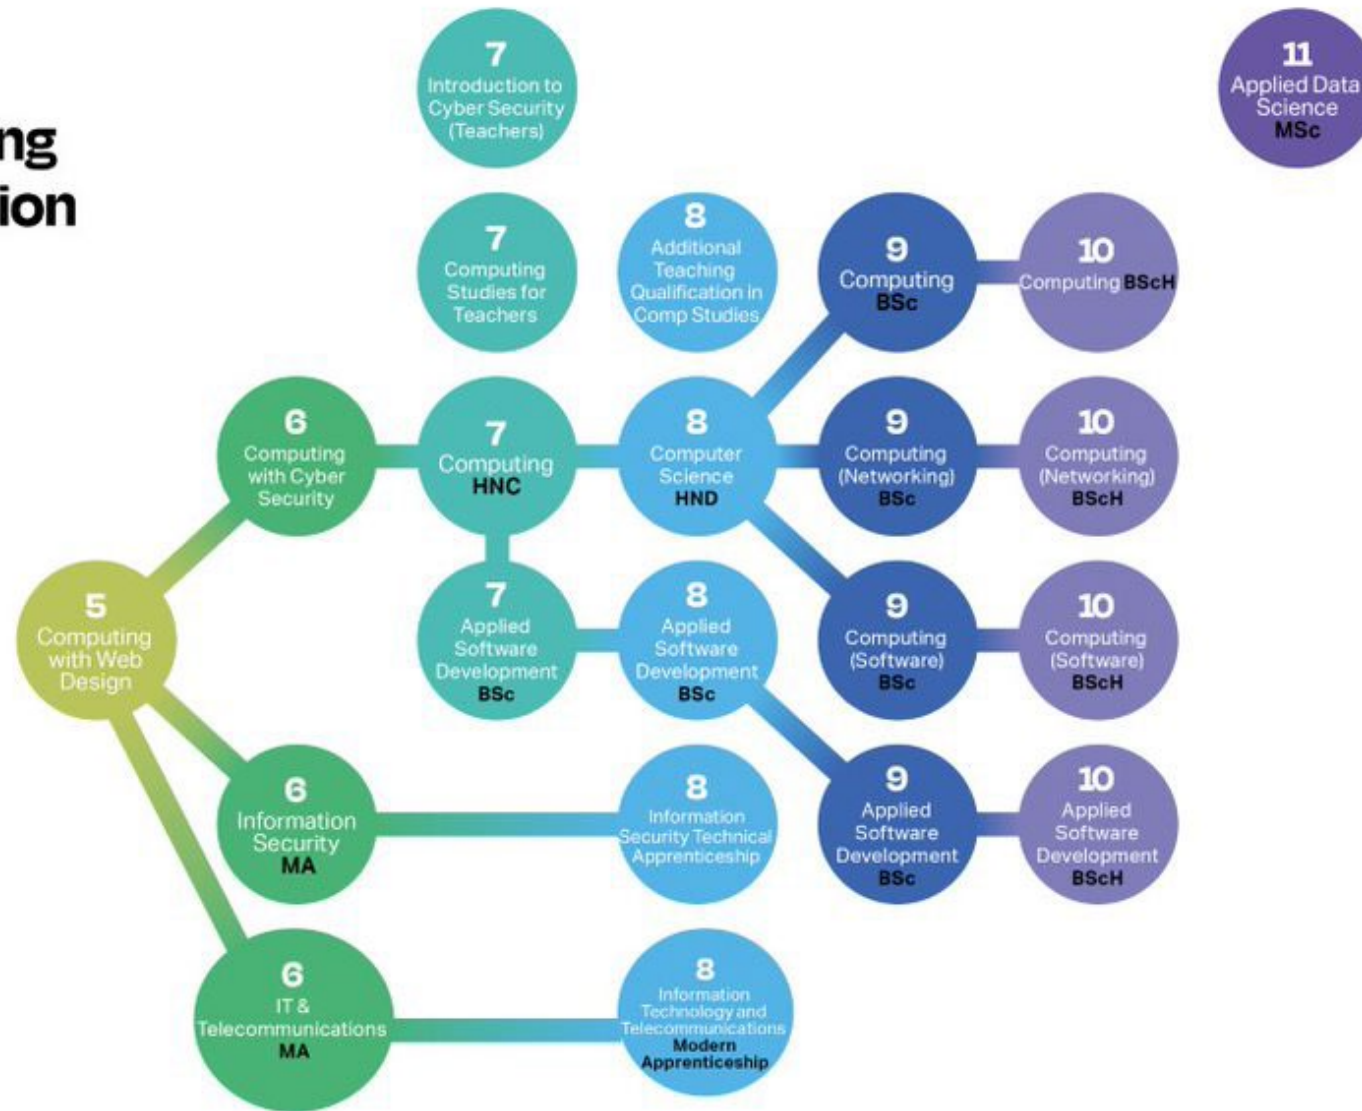 ng
ion
7
Introduction to
Cyber Security
(Teachers)
11
Applied Data
Science
MSc
7
Computing
Studies for
Teachers
8
Additional
Teaching
Qualification in
Comp Studies
9
Computing
BSc
10
Computing BScH
6
Computing
with Cyber
Security
7
Computing
HNC
8
Computer
Science
HND
9
Computing
(Networking)
BSc
10
Computing
(Networking)
BScH
5
Computing
with Web
Design
7
Applied
Software
Development
BSc
8
Applied
Software
Development
BSc
9
Computing
(Software)
BSc
10
Computing
(Software)
BScH
6
Information
Security
MA
8
Information
Security Technical
Apprenticeship
9
Applied
Software
Development
BSc
10
Applied
Software
Development
BScH
6
IT &
Telecommunications
MA
8
Information
Technology and
Telecommunications
Modern
Apprenticeship